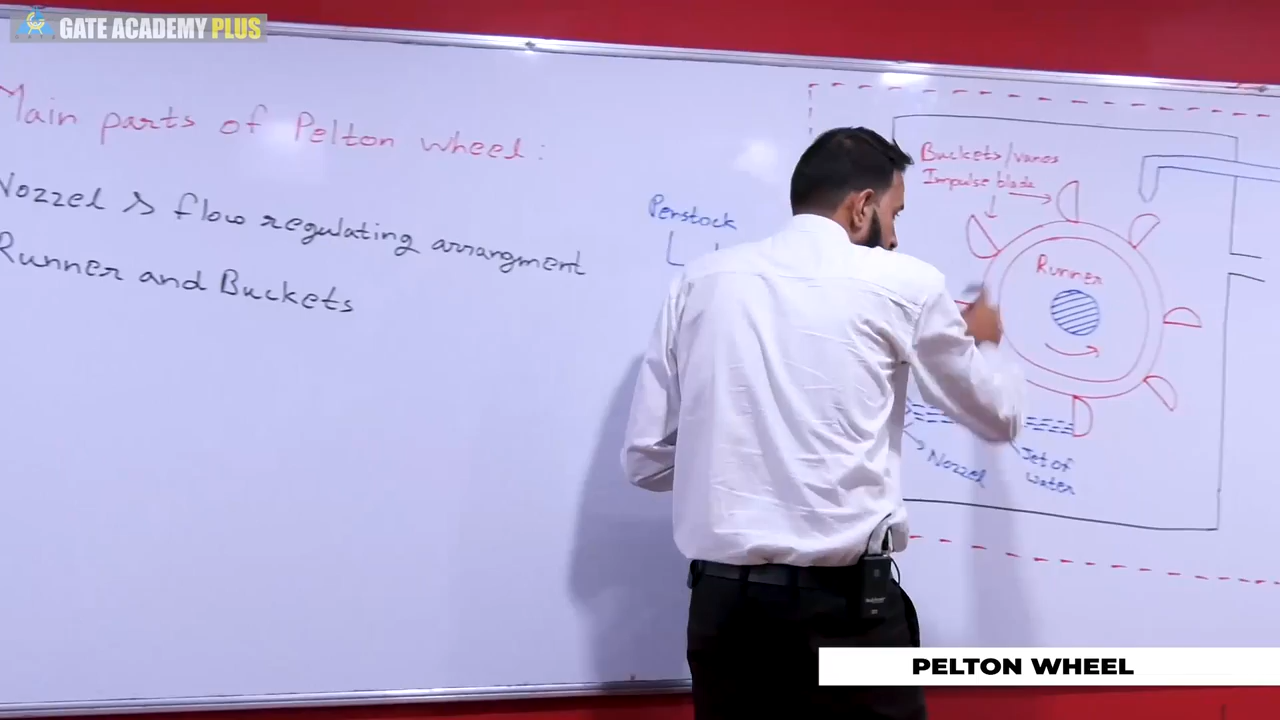 GATE ACADEMY PLUS
Main parts of Pelton wheel:
Nozzel & flow regulating arrangment
Runner and Buckets
Penstock
Buckets/vanes
Impulse blade
Runner
Nozzel
Jet of
water
PELTON WHEEL